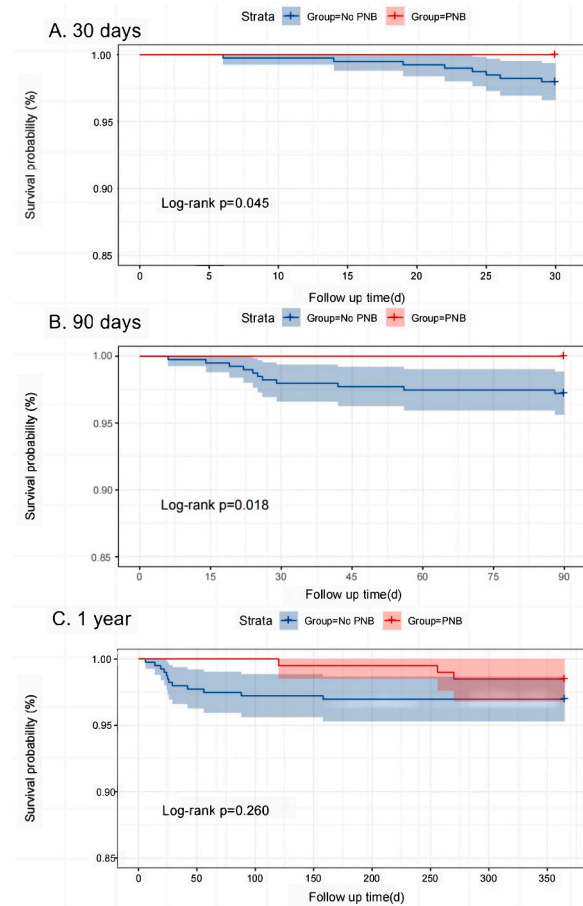 Strata Group=No PNB Group=PNB
A. 30 days
Survival probability (%)
1.00
0.95
0.90
0.85
Log-rank p=0.045
0 5 10 15 20 25 30
Follow up time(d)
Strata Group=No PNB Group=PNB
B. 90 days
Survival probability (%)
1.00
0.95
0.90
0.85
Log-rank p=0.018
0 15 29 45 60 75 90
Follow up time(d)
Strata Group=No PNB Group=PNB
C. 1 year
Survival probability (%)
1.00
0.95
0.90
0.85
Log-rank p=0.260
0 50 100 150 200 250 300 350
Follow up time(d)